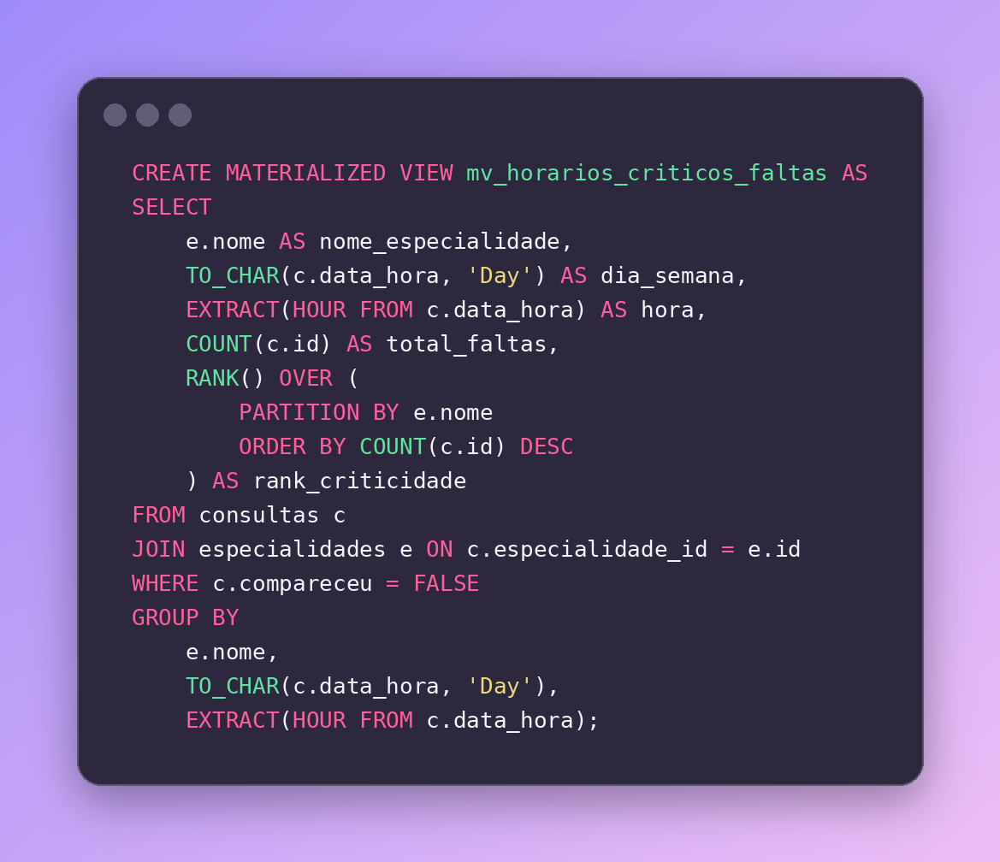 CREATE MATERIALIZED VIEW mv_horarios_criticos_faltas AS
SELECT
    e.nome AS nome_especialidade,
    TO_CHAR(c.data_hora, 'Day') AS dia_semana,
    EXTRACT(HOUR FROM c.data_hora) AS hora,
    COUNT(c.id) AS total_faltas,
    RANK() OVER (
        PARTITION BY e.nome
        ORDER BY COUNT(c.id) DESC
    ) AS rank_criticidade
FROM consultas c
JOIN especialidades e ON c.especialidade_id = e.id
WHERE c.compareceu = FALSE
GROUP BY
    e.nome,
    TO_CHAR(c.data_hora, 'Day'),
    EXTRACT(HOUR FROM c.data_hora);